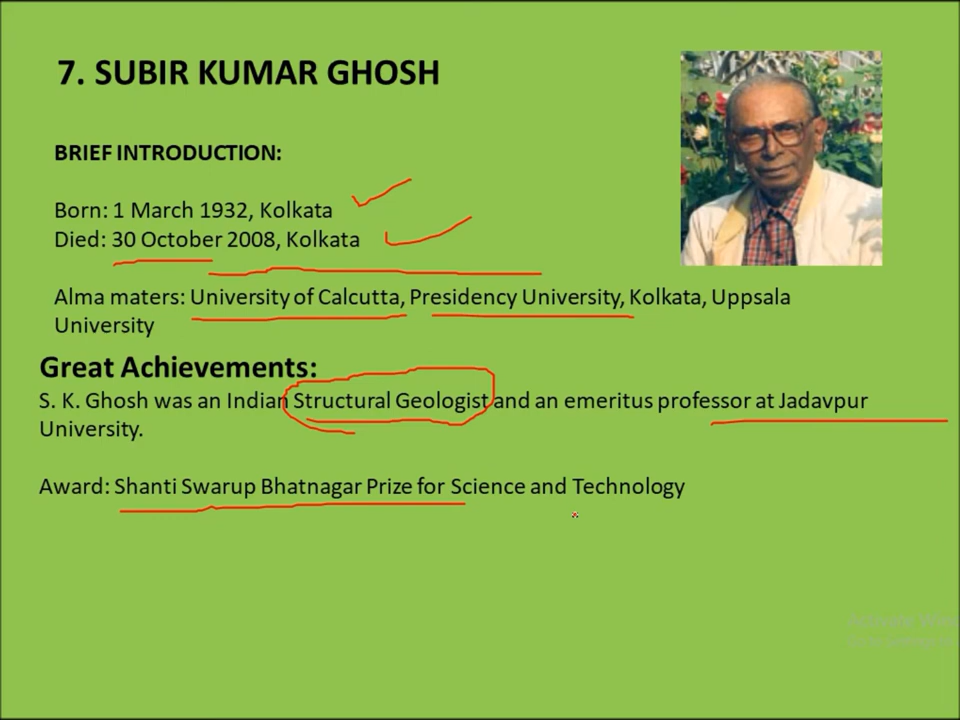 7. SUBIR KUMAR GHOSH
BRIEF INTRODUCTION:
Born: 1 March 1932, Kolkata
Died: 30 October 2008, Kolkata
Alma maters: University of Calcutta, Presidency University, Kolkata, Uppsala
University
Great Achievements:
S. K. Ghosh was an Indian Structural Geologist and an emeritus professor at Jadavpur
University.
Award: Shanti Swarup Bhatnagar Prize for Science and Technology